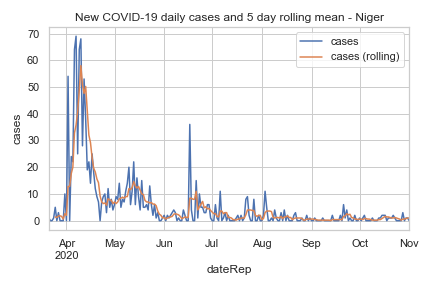 New COVID-19 daily cases and 5 day rolling mean - Niger
cases
cases (rolling)
cases
70
60
50
40
30
20
10
0
Apr
2020
May
Jun
Jul
Aug
Sep
Oct
Nov
dateRep